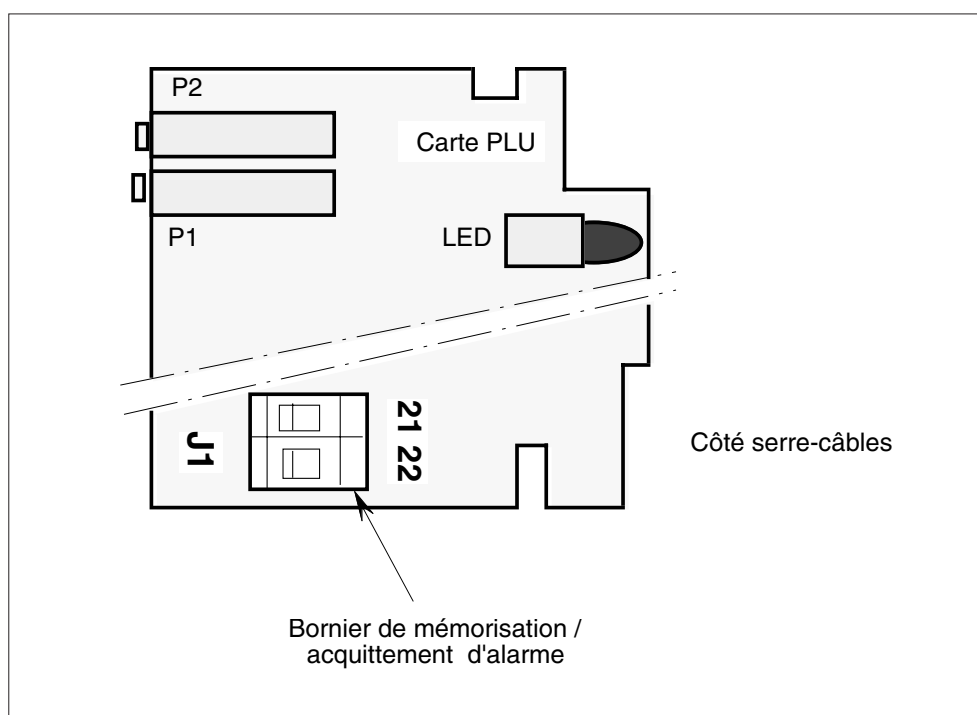 P2
Carte PLU
P1
LED
J1
21 22
Côté serre-câbles
Bornier de mémorisation /
acquittement d'alarme